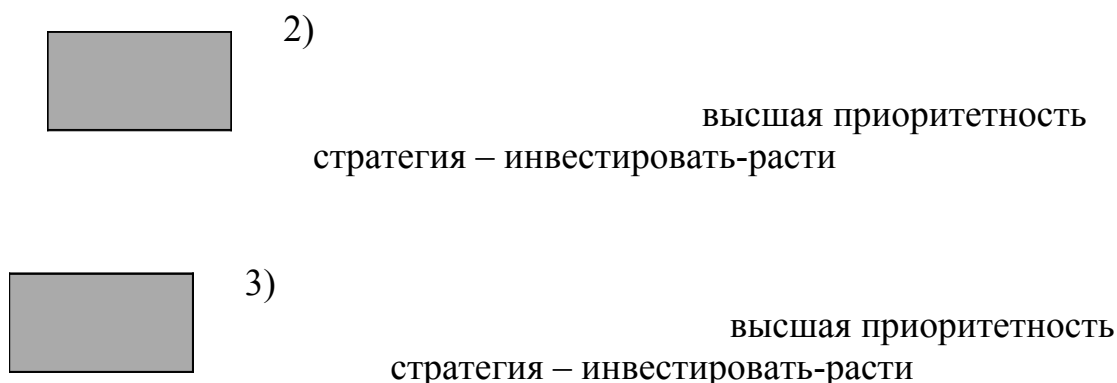 2)
высшая приоритетность
стратегия – инвестировать-расти
3)
высшая приоритетность
стратегия – инвестировать-расти